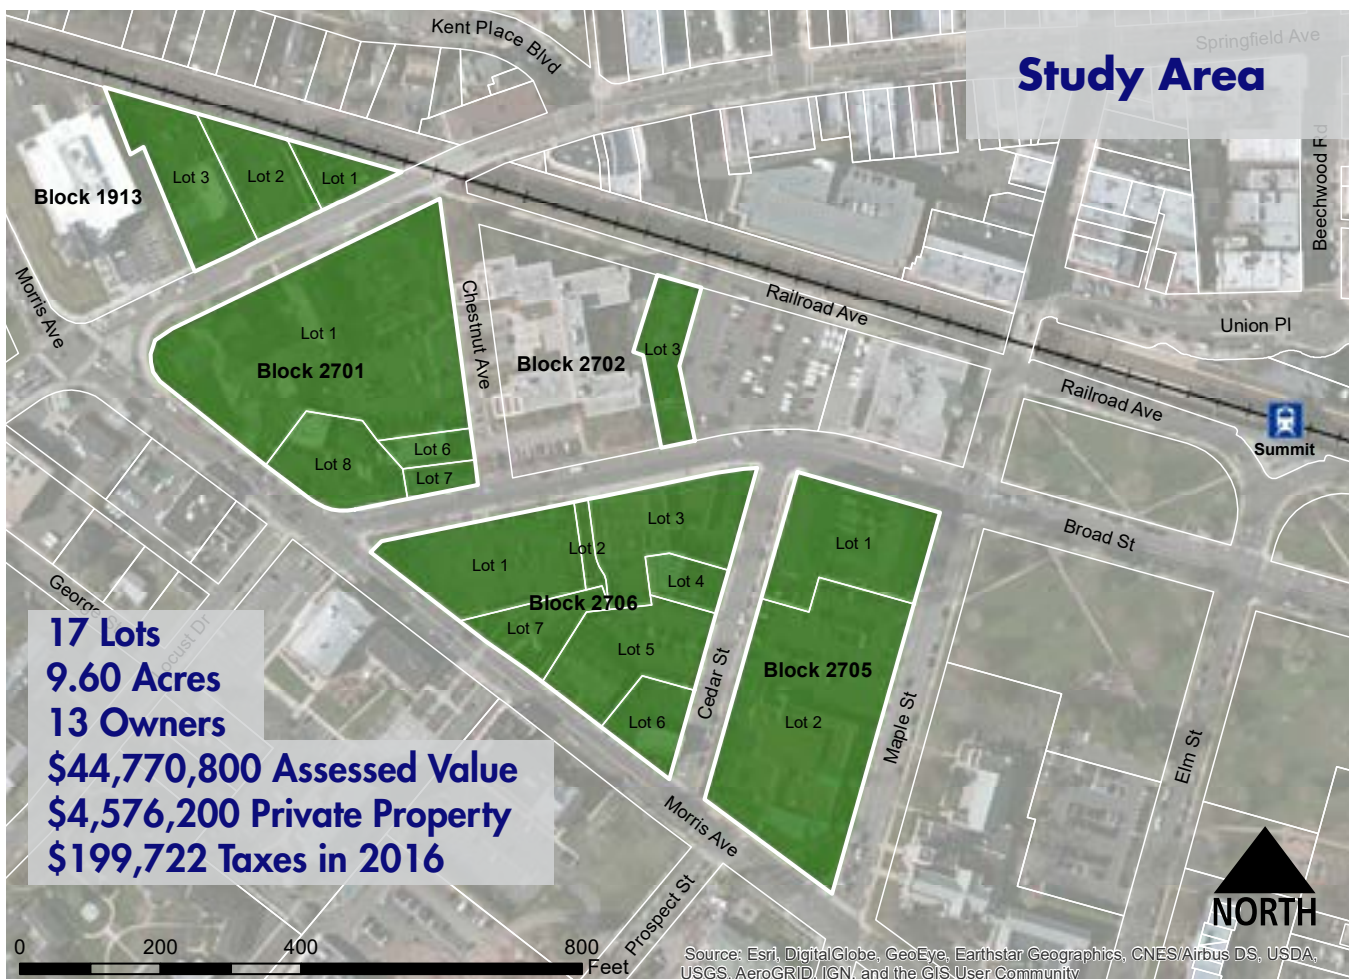 Kent Place Blvd
Springfield Ave
Study Area
Beechwood Rd
Lot 3
Lot 2
Lot 1
Block 1913
Morris Ave
Lot 1
Block 2701
Chestnut Ave
Lot 6
Lot 8
Lot 7
Block 2702
Lot 3
Railroad Ave
Union Pl
Railroad Ave
Summit
Broad St
Lot 3
Lot 2
Lot 1
Lot 4
Block 2706
Lot 7
Lot 5
Lot 6
Cedar St
Lot 1
Block 2705
Lot 2
Maple St
Elm St
Morris Ave
Prospect St
17 Lots
9.60 Acres
13 Owners
$44,770,800 Assessed Value
$4,576,200 Private Property
$199,722 Taxes in 2016
NORTH
0 200 400 800
Feet
Source: Esri, DigitalGlobe, GeoEye, Earthstar Geographics, CNES/Airbus DS, USDA,
USGS, AeroGRID, IGN, and the GIS User Community